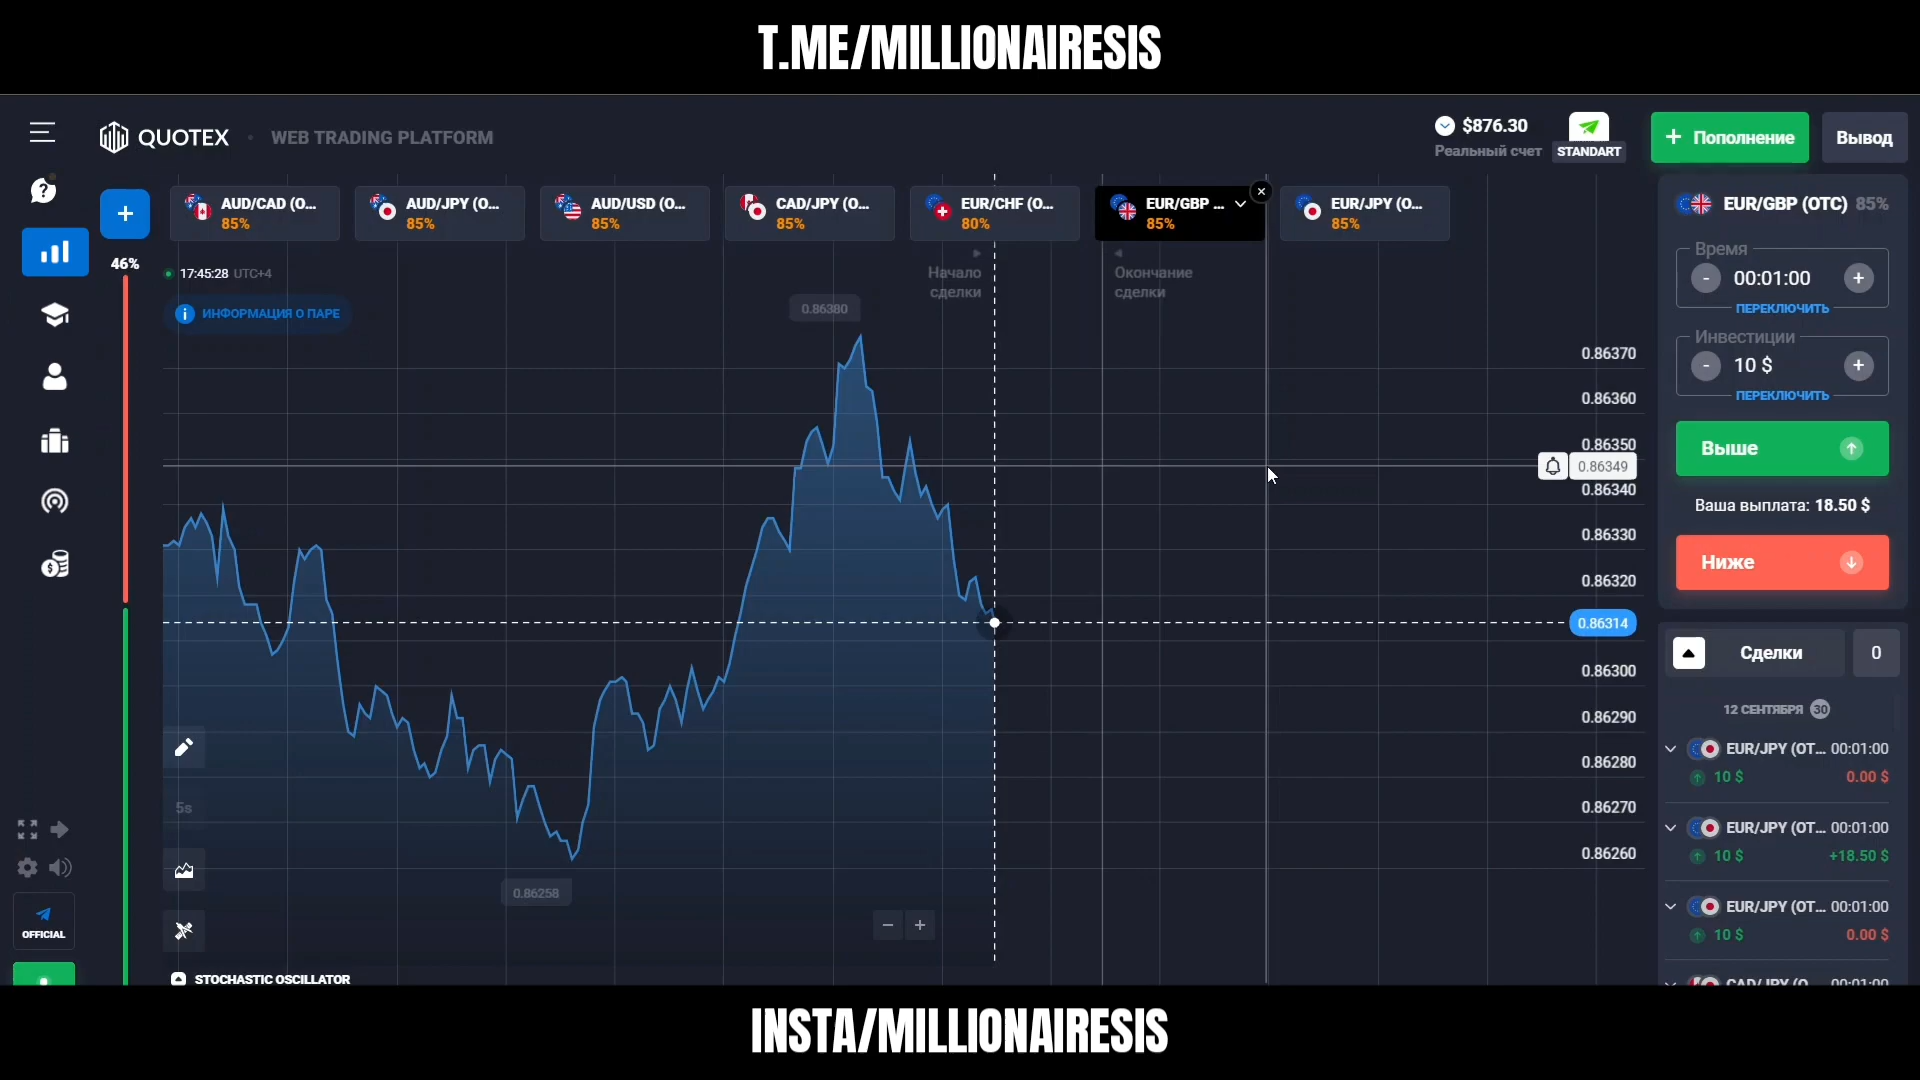 T.ME/MILLIONAIRESIS
QUOTEX
WEB TRADING PLATFORM
$876.30
Реальный счет
STANDART
+ Пополнение
Вывод
AUD/CAD (O...
85%
AUD/JPY (O...
85%
AUD/USD (O...
85%
CAD/JPY (O...
85%
EUR/CHF (O...
80%
EUR/GBP ...
85%
EUR/JPY (O...
85%
46%
17:45:28 UTC+4
ИНФОРМАЦИЯ О ПАРЕ
Начало
сделки
Окончание
сделки
0.86380
0.86258
0.86370
0.86360
0.86350
0.86349
0.86340
0.86330
0.86320
0.86314
0.86300
0.86290
0.86280
0.86270
0.86260
5s
STOCHASTIC OSCILLATOR
OFFICIAL
EUR/GBP (OTC) 85%
Время
- 00:01:00 +
ПЕРЕКЛЮЧИТЬ
Инвестиции
- 10 $ +
ПЕРЕКЛЮЧИТЬ
Выше
Ваша выплата: 18.50 $
Ниже
Сделки 0
12 СЕНТЯБРЯ 30
EUR/JPY (OT... 00:01:00
10 $ 0.00 $
EUR/JPY (OT... 00:01:00
10 $ +18.50 $
EUR/JPY (OT... 00:01:00
10 $ 0.00 $
CAD/JPY (O... 00:01:00
INSTA/MILLIONAIRESIS